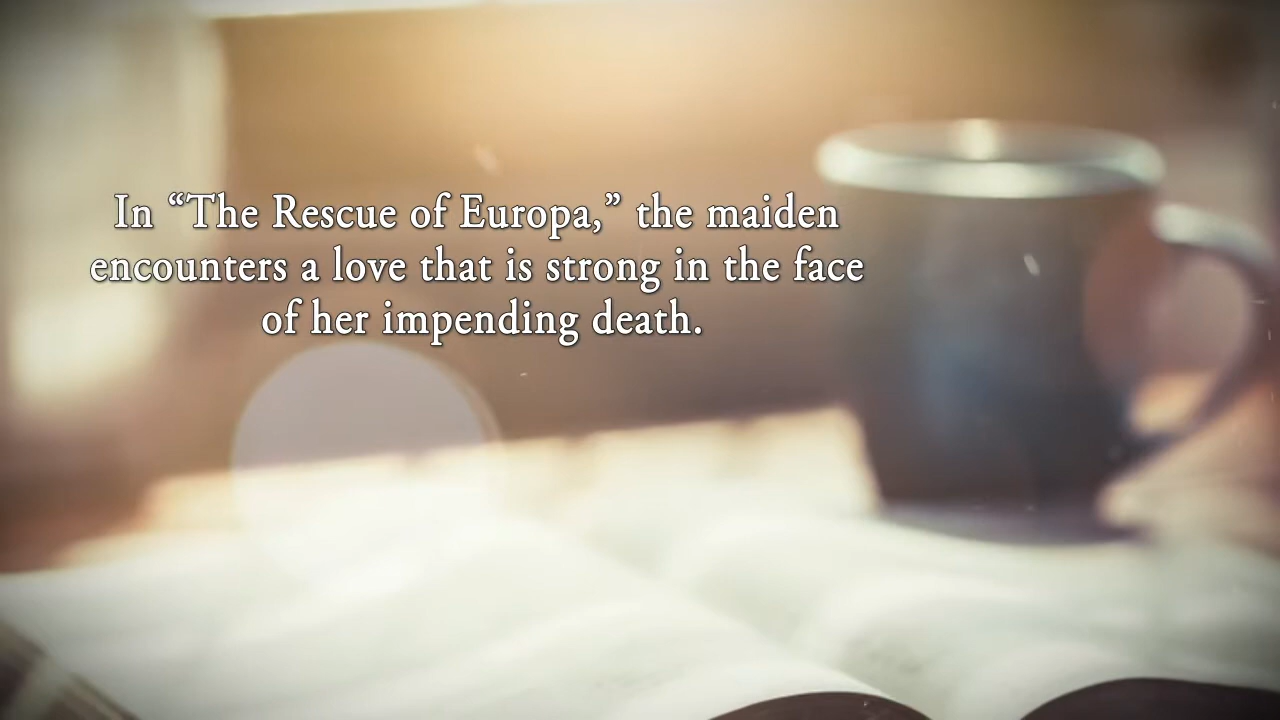 In “The Rescue of Europa,” the maiden
encounters a love that is strong in the face
of her impending death.